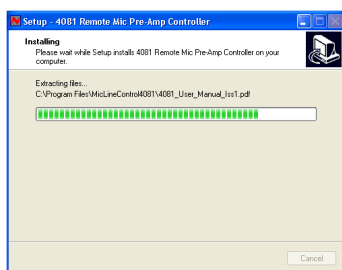 Setup - 4081 Remote Mic Pre-Amp Controller
Installing
Please wait while Setup installs 4081 Remote Mic Pre-Amp Controller on your
computer.
Extracting files...
C:\Program Files\MicLineControl4081\4081_User_Manual_Iss1.pdf
Cancel